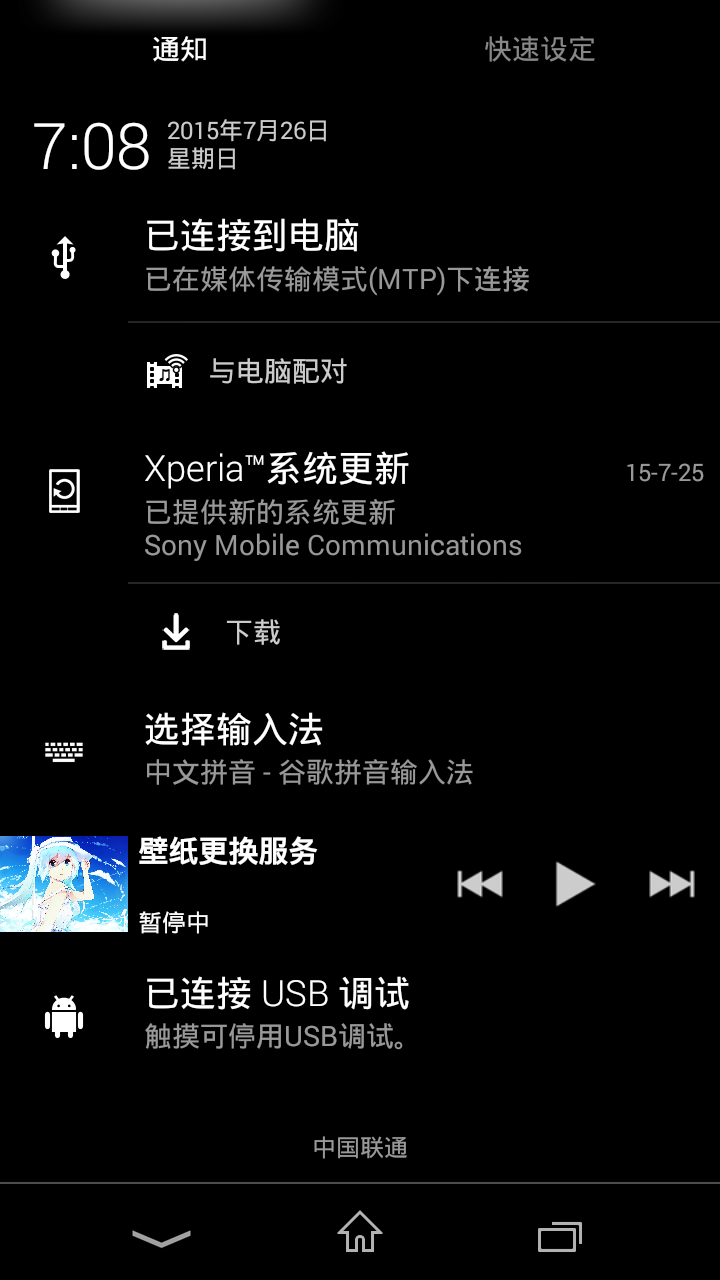 通知
快速设定
7:08
2015年7月26日
星期日
已连接到电脑
已在媒体传输模式(MTP)下连接
与电脑配对
Xperia™系统更新
15-7-25
已提供新的系统更新
Sony Mobile Communications
下载
选择输入法
中文拼音 - 谷歌拼音输入法
壁纸更换服务
暂停中
已连接 USB 调试
触摸可停用USB调试。
中国联通